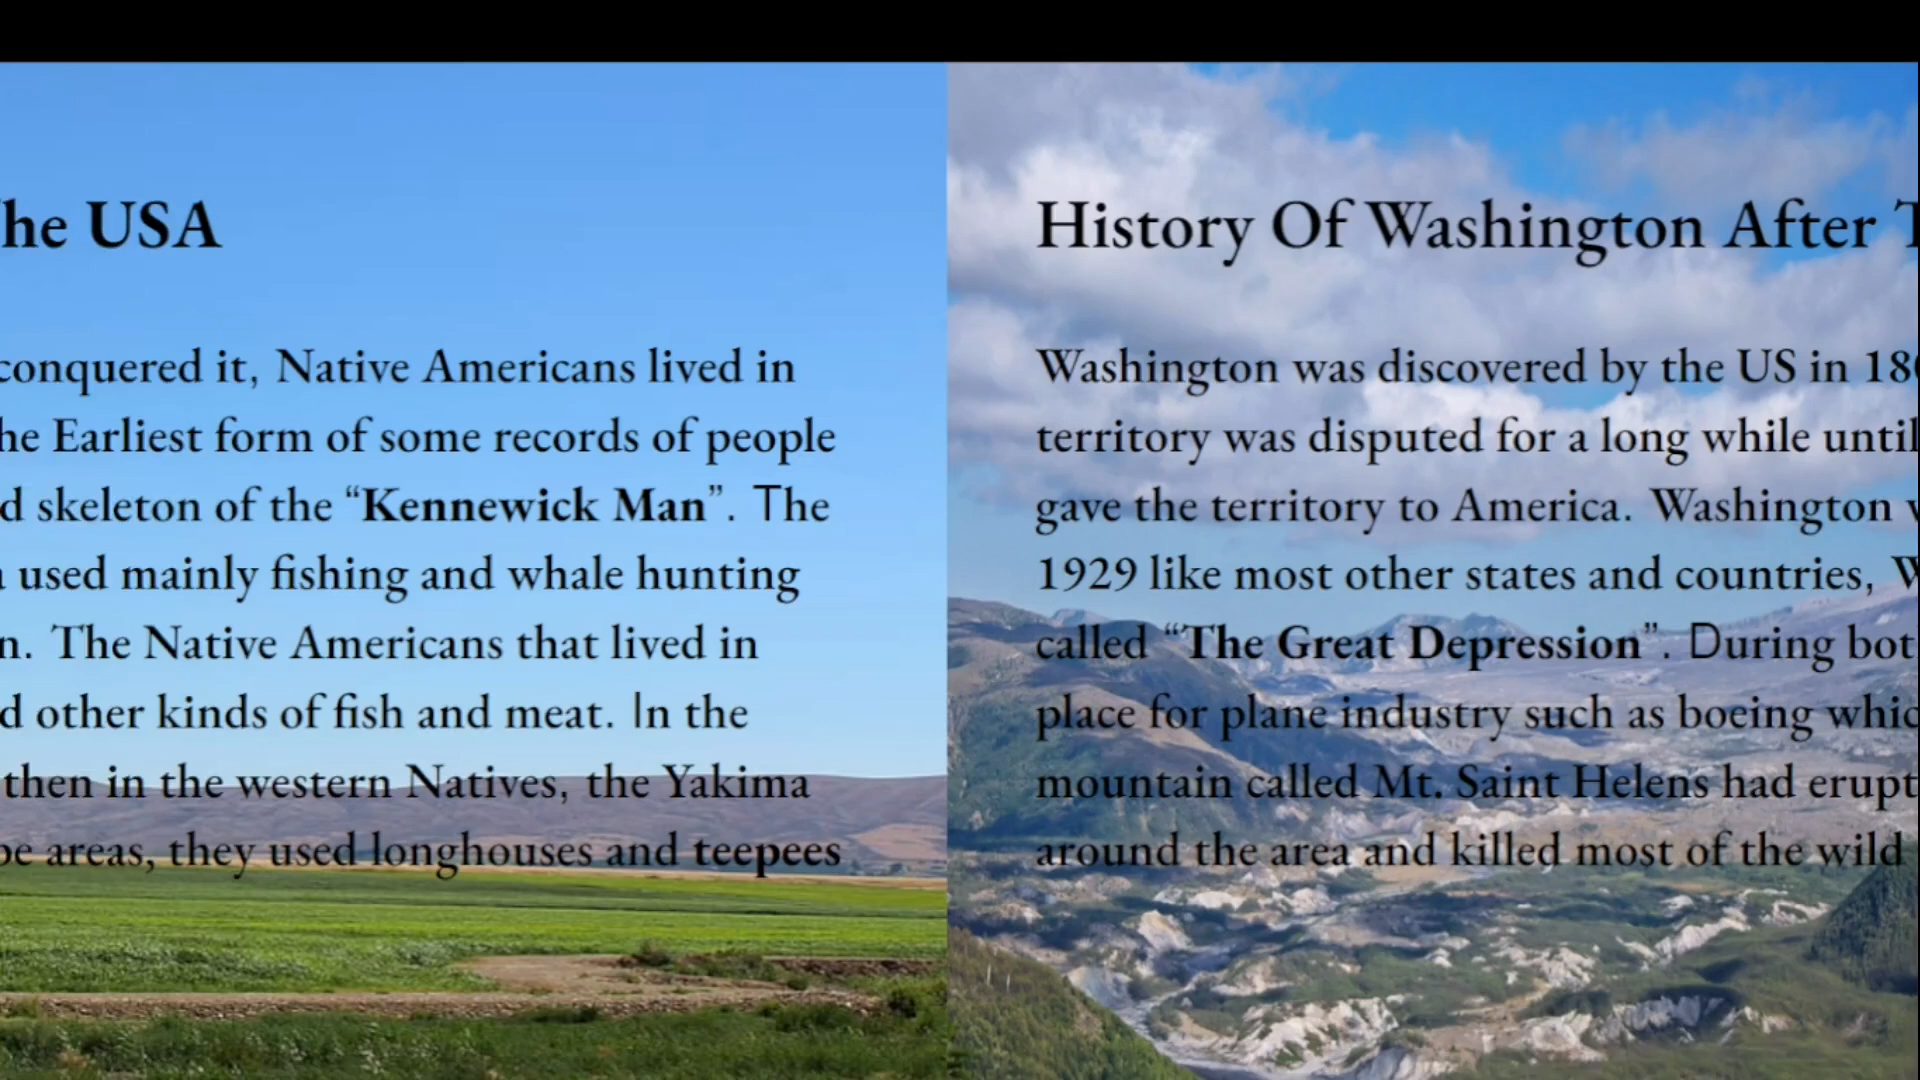 he USA
conquered it, Native Americans lived in
he Earliest form of some records of people
d skeleton of the “Kennewick Man”. The
used mainly fishing and whale hunting
n. The Native Americans that lived in
d other kinds of fish and meat. In the
then in the western Natives, the Yakima
pe areas, they used longhouses and teepees
History Of Washington After T
Washington was discovered by the US in 18
territory was disputed for a long while until
gave the territory to America. Washington
1929 like most other states and countries, W
called “The Great Depression”. During bot
place for plane industry such as boeing whic
mountain called Mt. Saint Helens had erupt
around the area and killed most of the wild